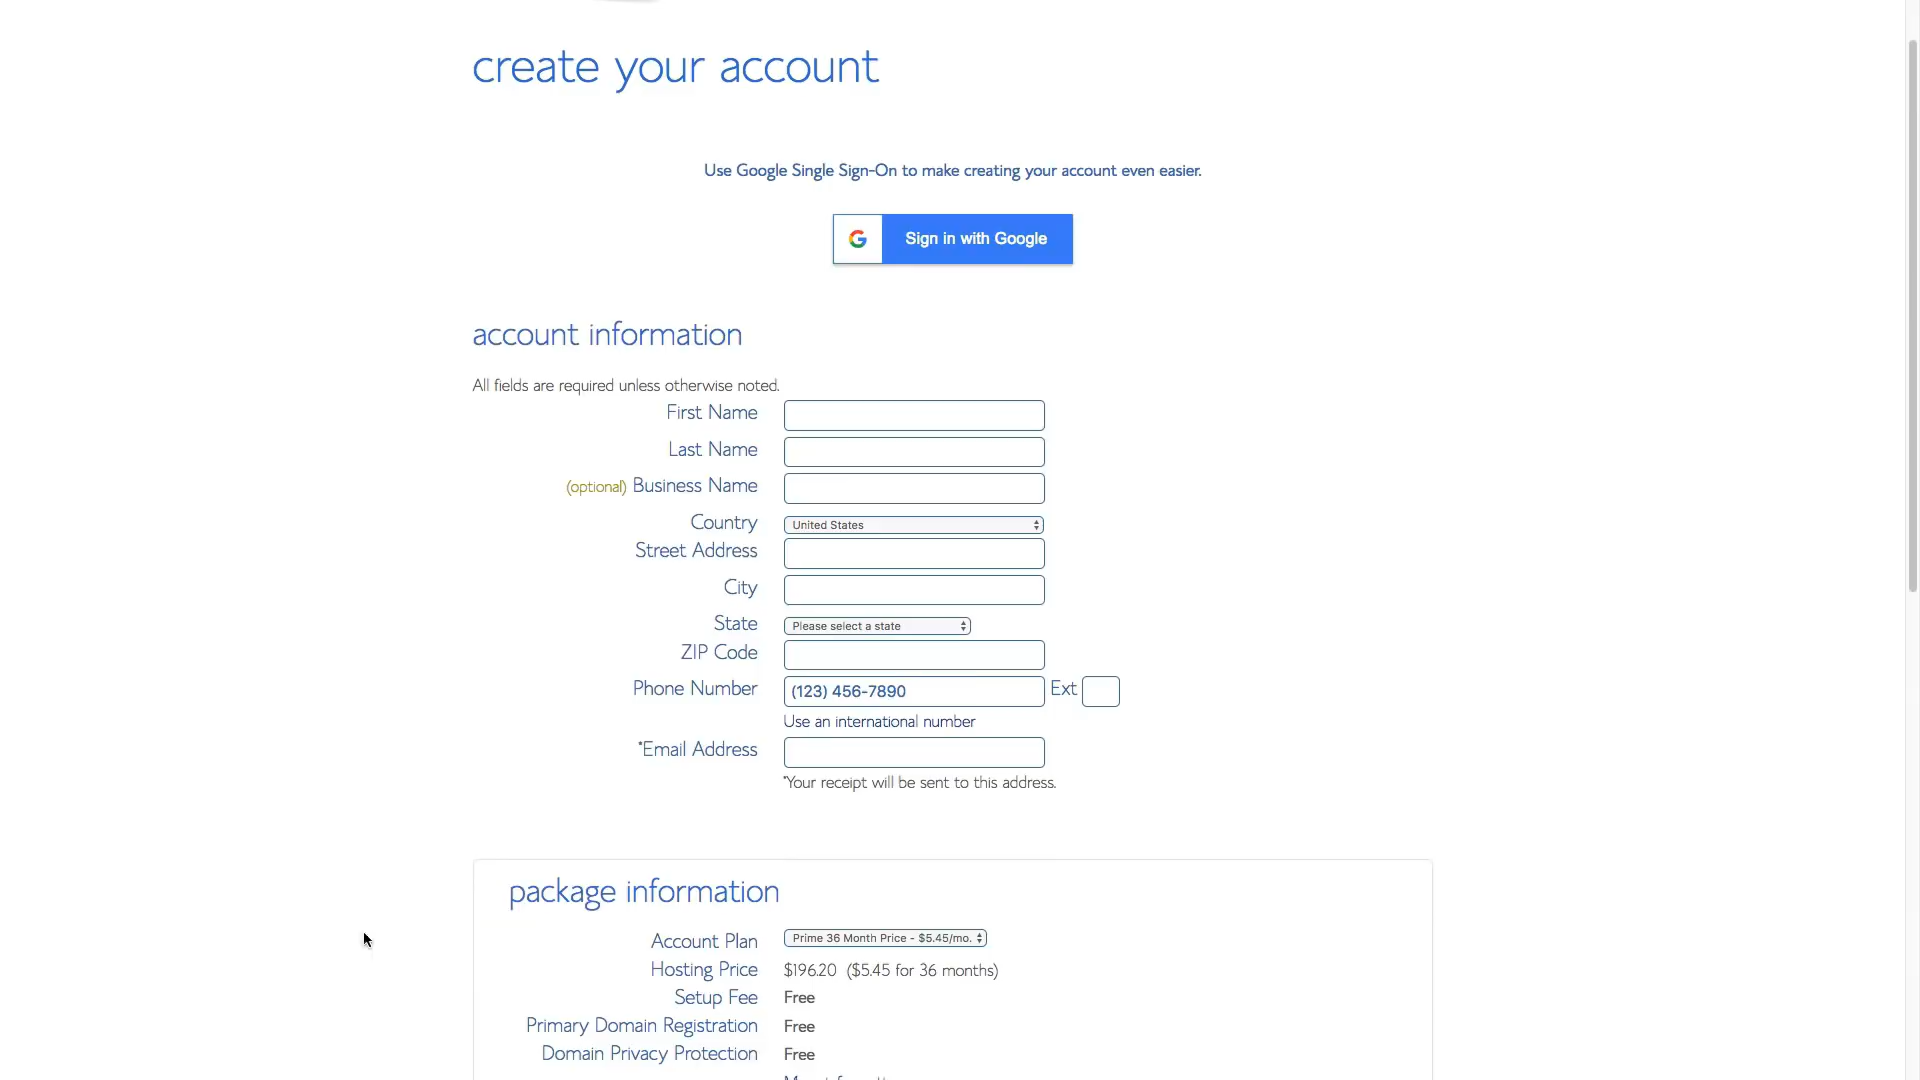 create your account
Use Google Single Sign-On to make creating your account even easier.
G Sign in with Google
account information
All fields are required unless otherwise noted.
First Name
Last Name
(optional) Business Name
Country United States
Street Address
City
State Please select a state
ZIP Code
Phone Number (123) 456-7890 Ext
Use an international number
*Email Address
*Your receipt will be sent to this address.
package information
Account Plan Prime 36 Month Price - $5.45/mo.
Hosting Price $196.20 ($5.45 for 36 months)
Setup Fee Free
Primary Domain Registration Free
Domain Privacy Protection Free